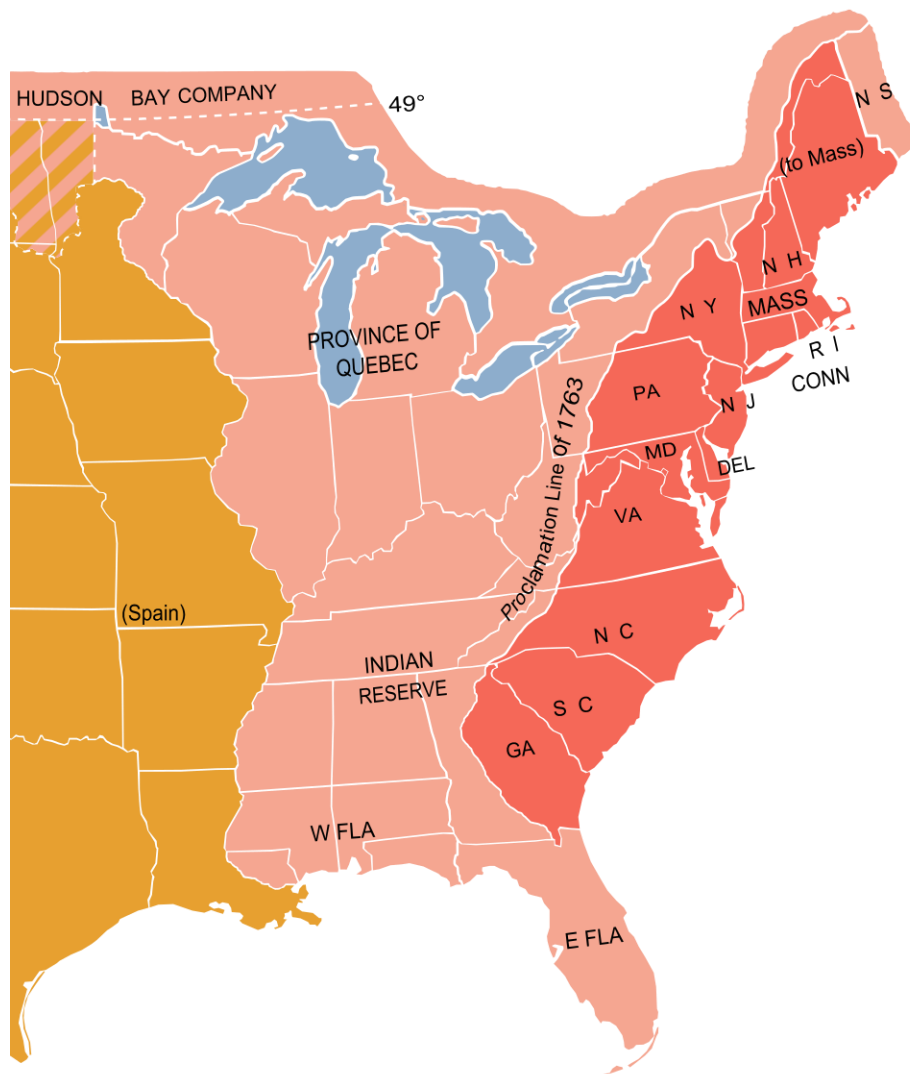 HUDSON BAY COMPANY
49°
N S
(to Mass)
N H
N Y
MASS
PROVINCE OF
QUEBEC
R I
CONN
PA
N J
Proclamation Line 0f 1763
MD
DEL
VA
(Spain)
N C
INDIAN
RESERVE
S C
GA
W FLA
E FLA